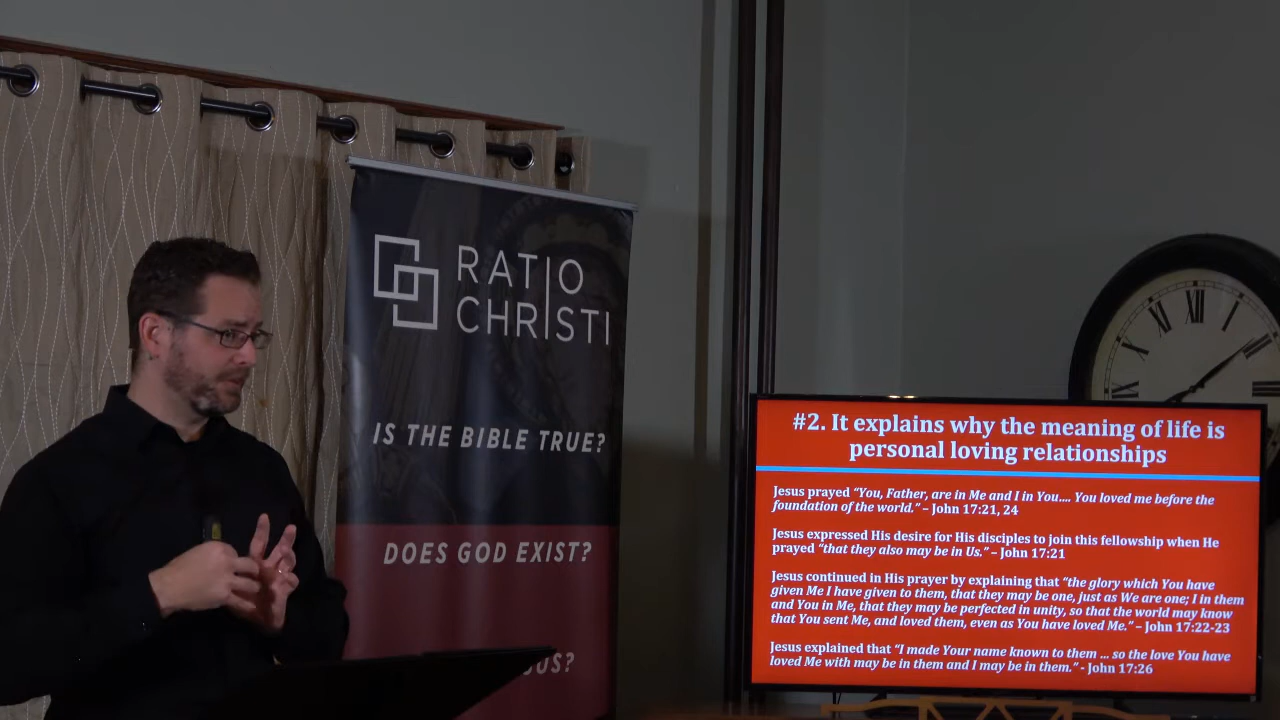 RATIO
CHRISTI
IS THE BIBLE TRUE?
DOES GOD EXIST?
#2. It explains why the meaning of life is
personal loving relationships
Jesus prayed “You, Father, are in Me and I in You…. You loved me before the
foundation of the world.” – John 17:21, 24
Jesus expressed His desire for His disciples to join this fellowship when He
prayed “that they also may be in Us.” – John 17:21
Jesus continued in His prayer by explaining that “the glory which You have
given Me I have given to them, that they may be one, just as We are one; I in them
and You in Me, that they may be perfected in unity, so that the world may know
that You sent Me, and loved them, even as You have loved Me.” – John 17:22-23
Jesus explained that “I made Your name known to them … so the love You have
loved Me with may be in them and I may be in them.” - John 17:26